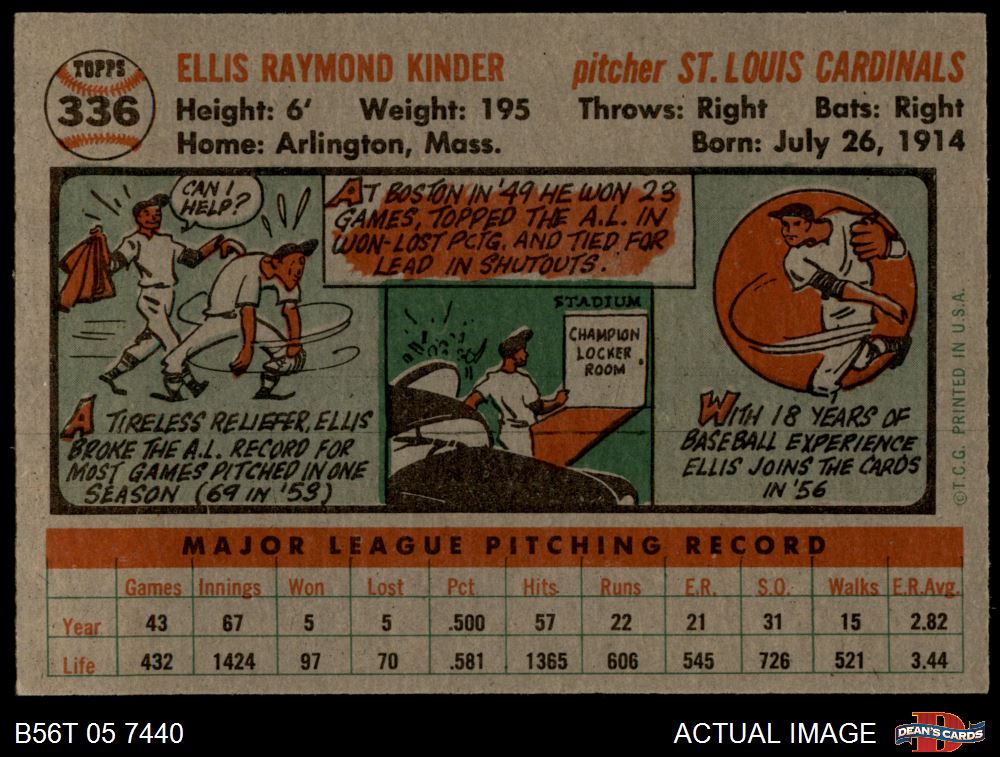 TOPPS
336
ELLIS RAYMOND KINDER
pitcher ST. LOUIS CARDINALS
Height: 6' Weight: 195 Throws: Right Bats: Right
Home: Arlington, Mass. Born: July 26, 1914
CAN I
HELP?
A TIRELESS RELIEFER, ELLIS
BROKE THE A.L. RECORD FOR
MOST GAMES PITCHED IN ONE
SEASON (69 IN '53)
AT BOSTON IN '49 HE WON 23
GAMES, TOPPED THE A.L. IN
WON-LOST PCTG. AND TIED FOR
LEAD IN SHUTOUTS.
STADIUM
CHAMPION
LOCKER
ROOM
WITH 18 YEARS OF
BASEBALL EXPERIENCE
ELLIS JOINS THE CARDS
IN '56
©T.C.G. PRINTED IN U.S.A.
MAJOR LEAGUE PITCHING RECORD
Games Innings Won Lost Pct Hits Runs E.R. S.O. Walks E.R.Avg.
Year 43 67 5 5 .500 57 22 21 31 15 2.82
Life 432 1424 97 70 .581 1365 606 545 726 521 3.44
B56T 05 7440
ACTUAL IMAGE
DEAN'S CARDS